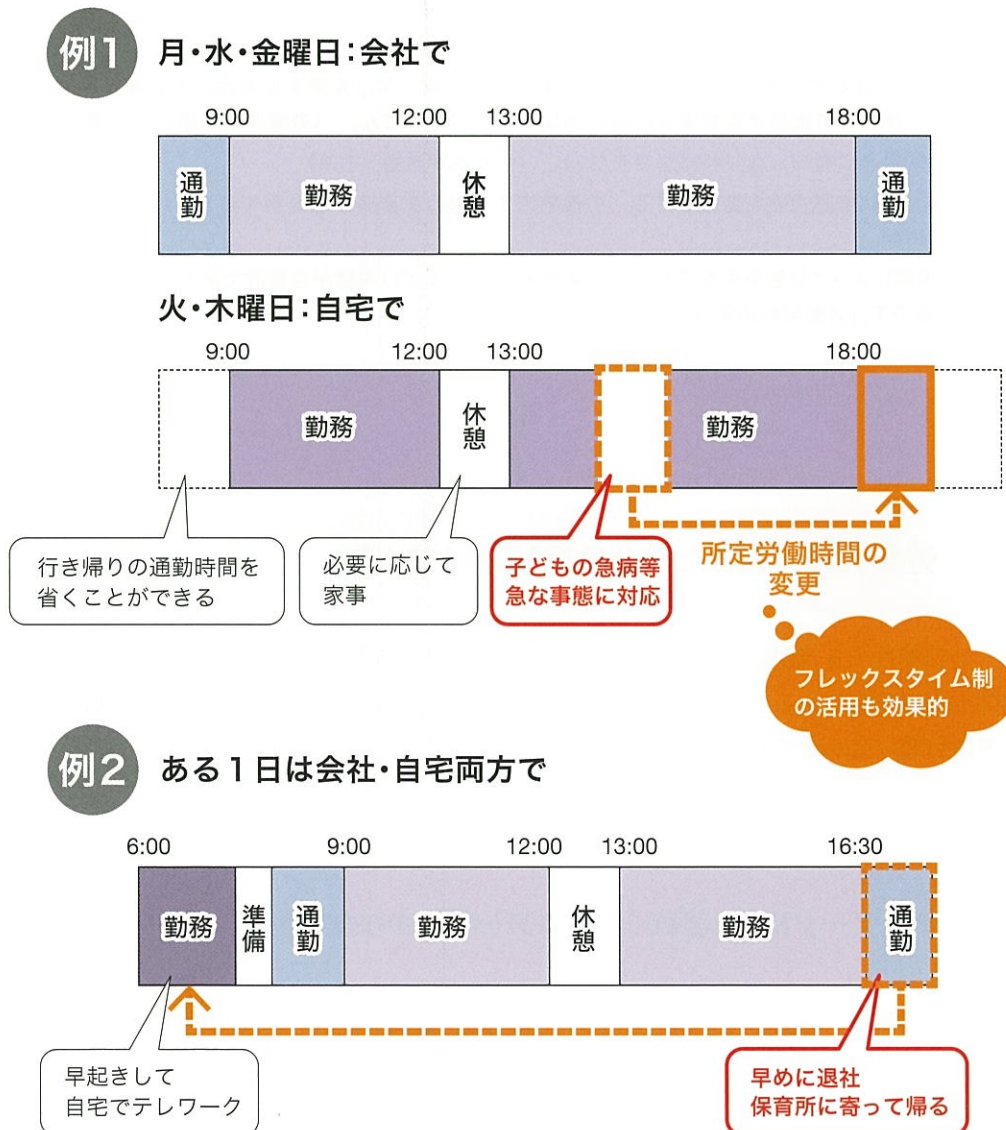 例1 月・水・金曜日：会社で
9:00 12:00 13:00 18:00
通勤 勤務 休憩 勤務 通勤
火・木曜日：自宅で
9:00 12:00 13:00 18:00
勤務 休憩 勤務
行き帰りの通勤時間を
省くことができる
必要に応じて
家事
子どもの急病等
急な事態に対応
所定労働時間の
変更
フレックスタイム制
の活用も効果的
例2 ある1日は会社・自宅両方で
6:00 9:00 12:00 13:00 16:30
勤務 準備 通勤 勤務 休憩 勤務 通勤
早起きして
自宅でテレワーク
早めに退社
保育所に寄って帰る